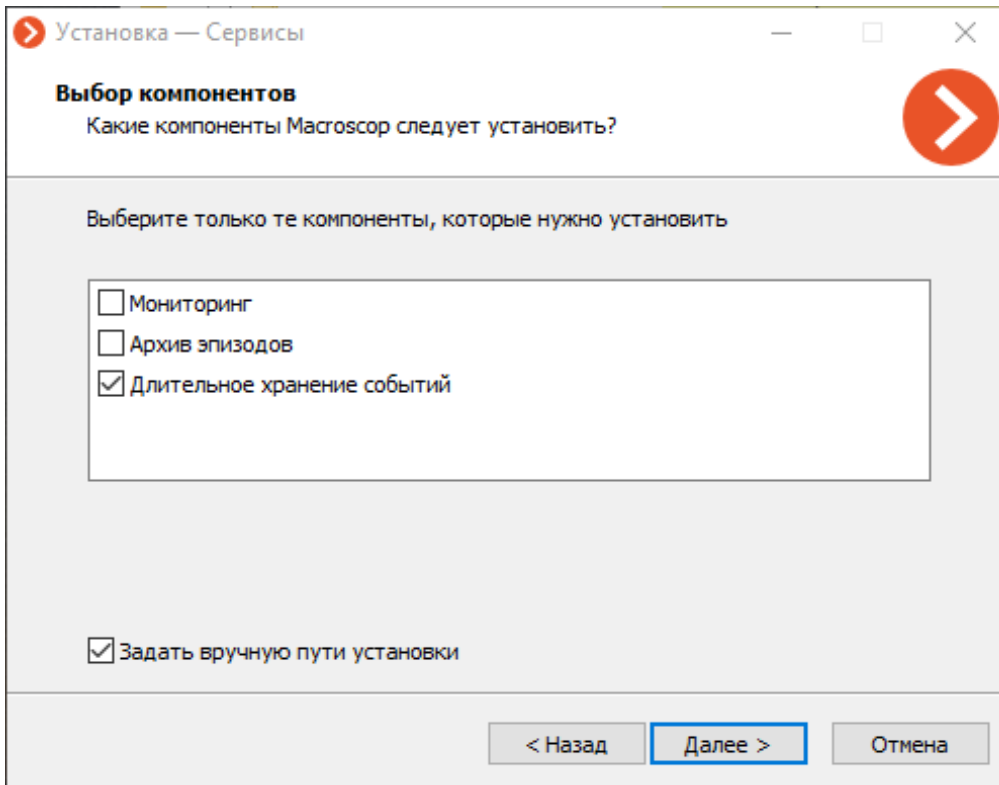 Установка — Сервисы
Выбор компонентов
Какие компоненты Macroscop следует установить?
Выберите только те компоненты, которые нужно установить
Мониторинг
Архив эпизодов
Длительное хранение событий
Задать вручную пути установки
< Назад
Далее >
Отмена